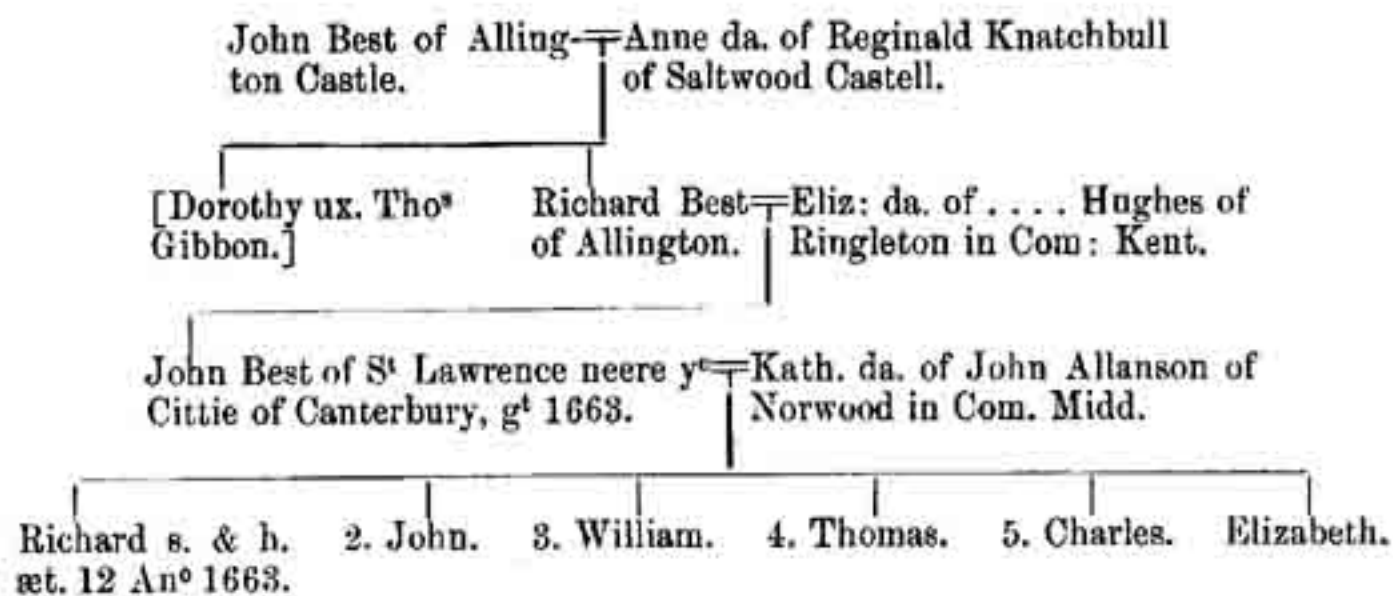 John Best of Alling-
ton Castle.
Anne da. of Reginald Knatchbull
of Saltwood Castell.
[Dorothy ux. Thoˢ
Gibbon.]
Richard Best
of Allington.
Eliz: da. of . . . . Hughes of
Ringleton in Com: Kent.
John Best of Sᵗ Lawrence neere yᵉ
Cittie of Canterbury, gᵗ 1663.
Kath. da. of John Allanson of
Norwood in Com. Midd.
Richard s. & h.
æt. 12 Anº 1663.
2. John.
3. William.
4. Thomas.
5. Charles.
Elizabeth.